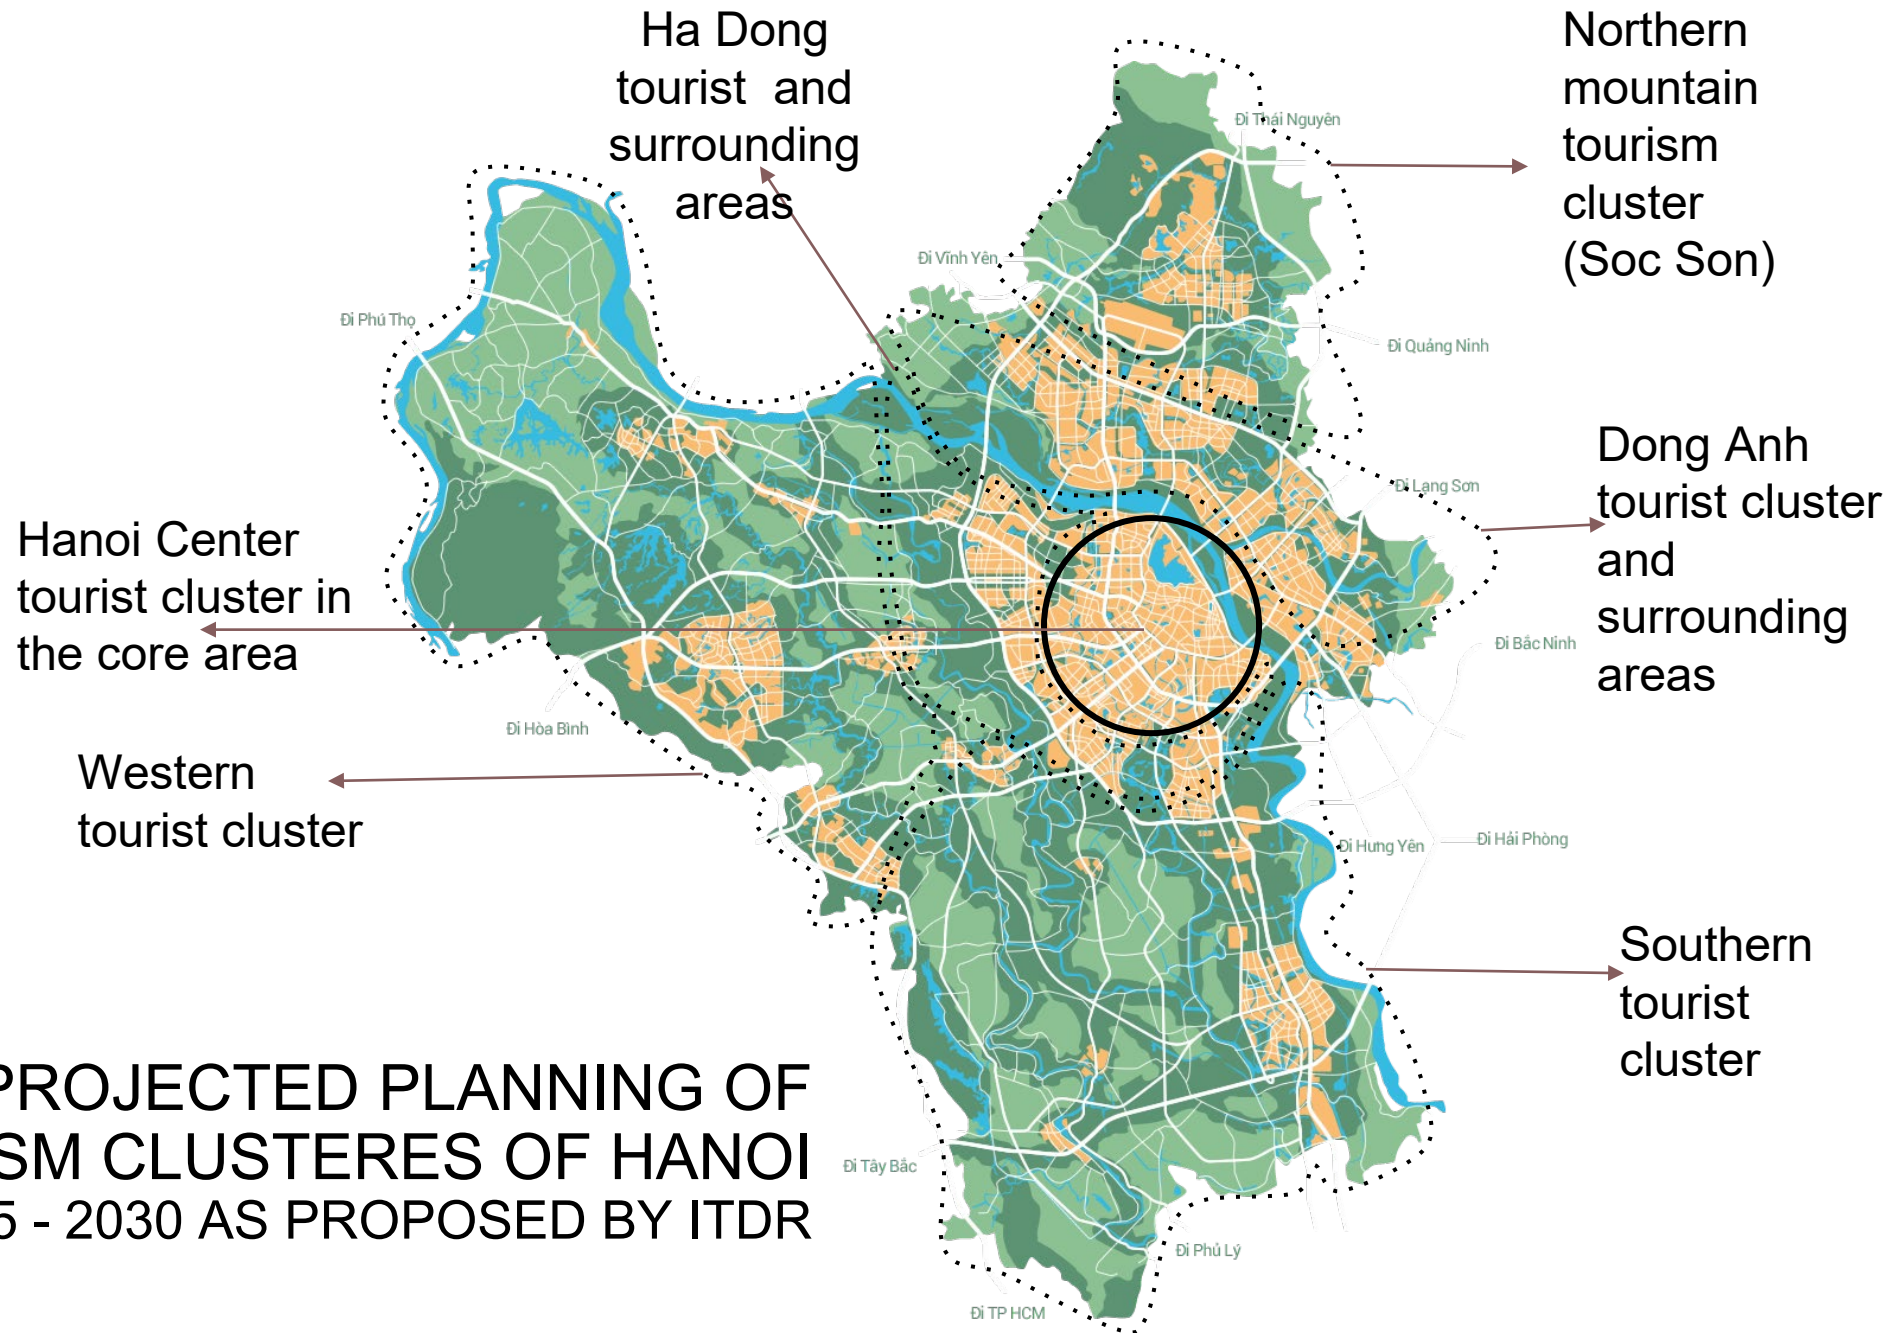 Ha Dong
tourist and
surrounding
areas
Northern
mountain
tourism
cluster
(Soc Son)
Đi Thái Nguyên
Đi Vĩnh Yên
Đi Phú Thọ
Đi Quảng Ninh
Dong Anh
tourist cluster
and
surrounding
areas
Đi Lạng Sơn
Hanoi Center
tourist cluster in
the core area
Đi Bắc Ninh
Đi Hòa Bình
Western
tourist cluster
Đi Hưng Yên
Đi Hải Phòng
Southern
tourist
cluster
PROJECTED PLANNING OF
SM CLUSTERES OF HANOI
5 - 2030 AS PROPOSED BY ITDR
Đi Tây Bắc
Đi Phủ Lý
Đi TP HCM